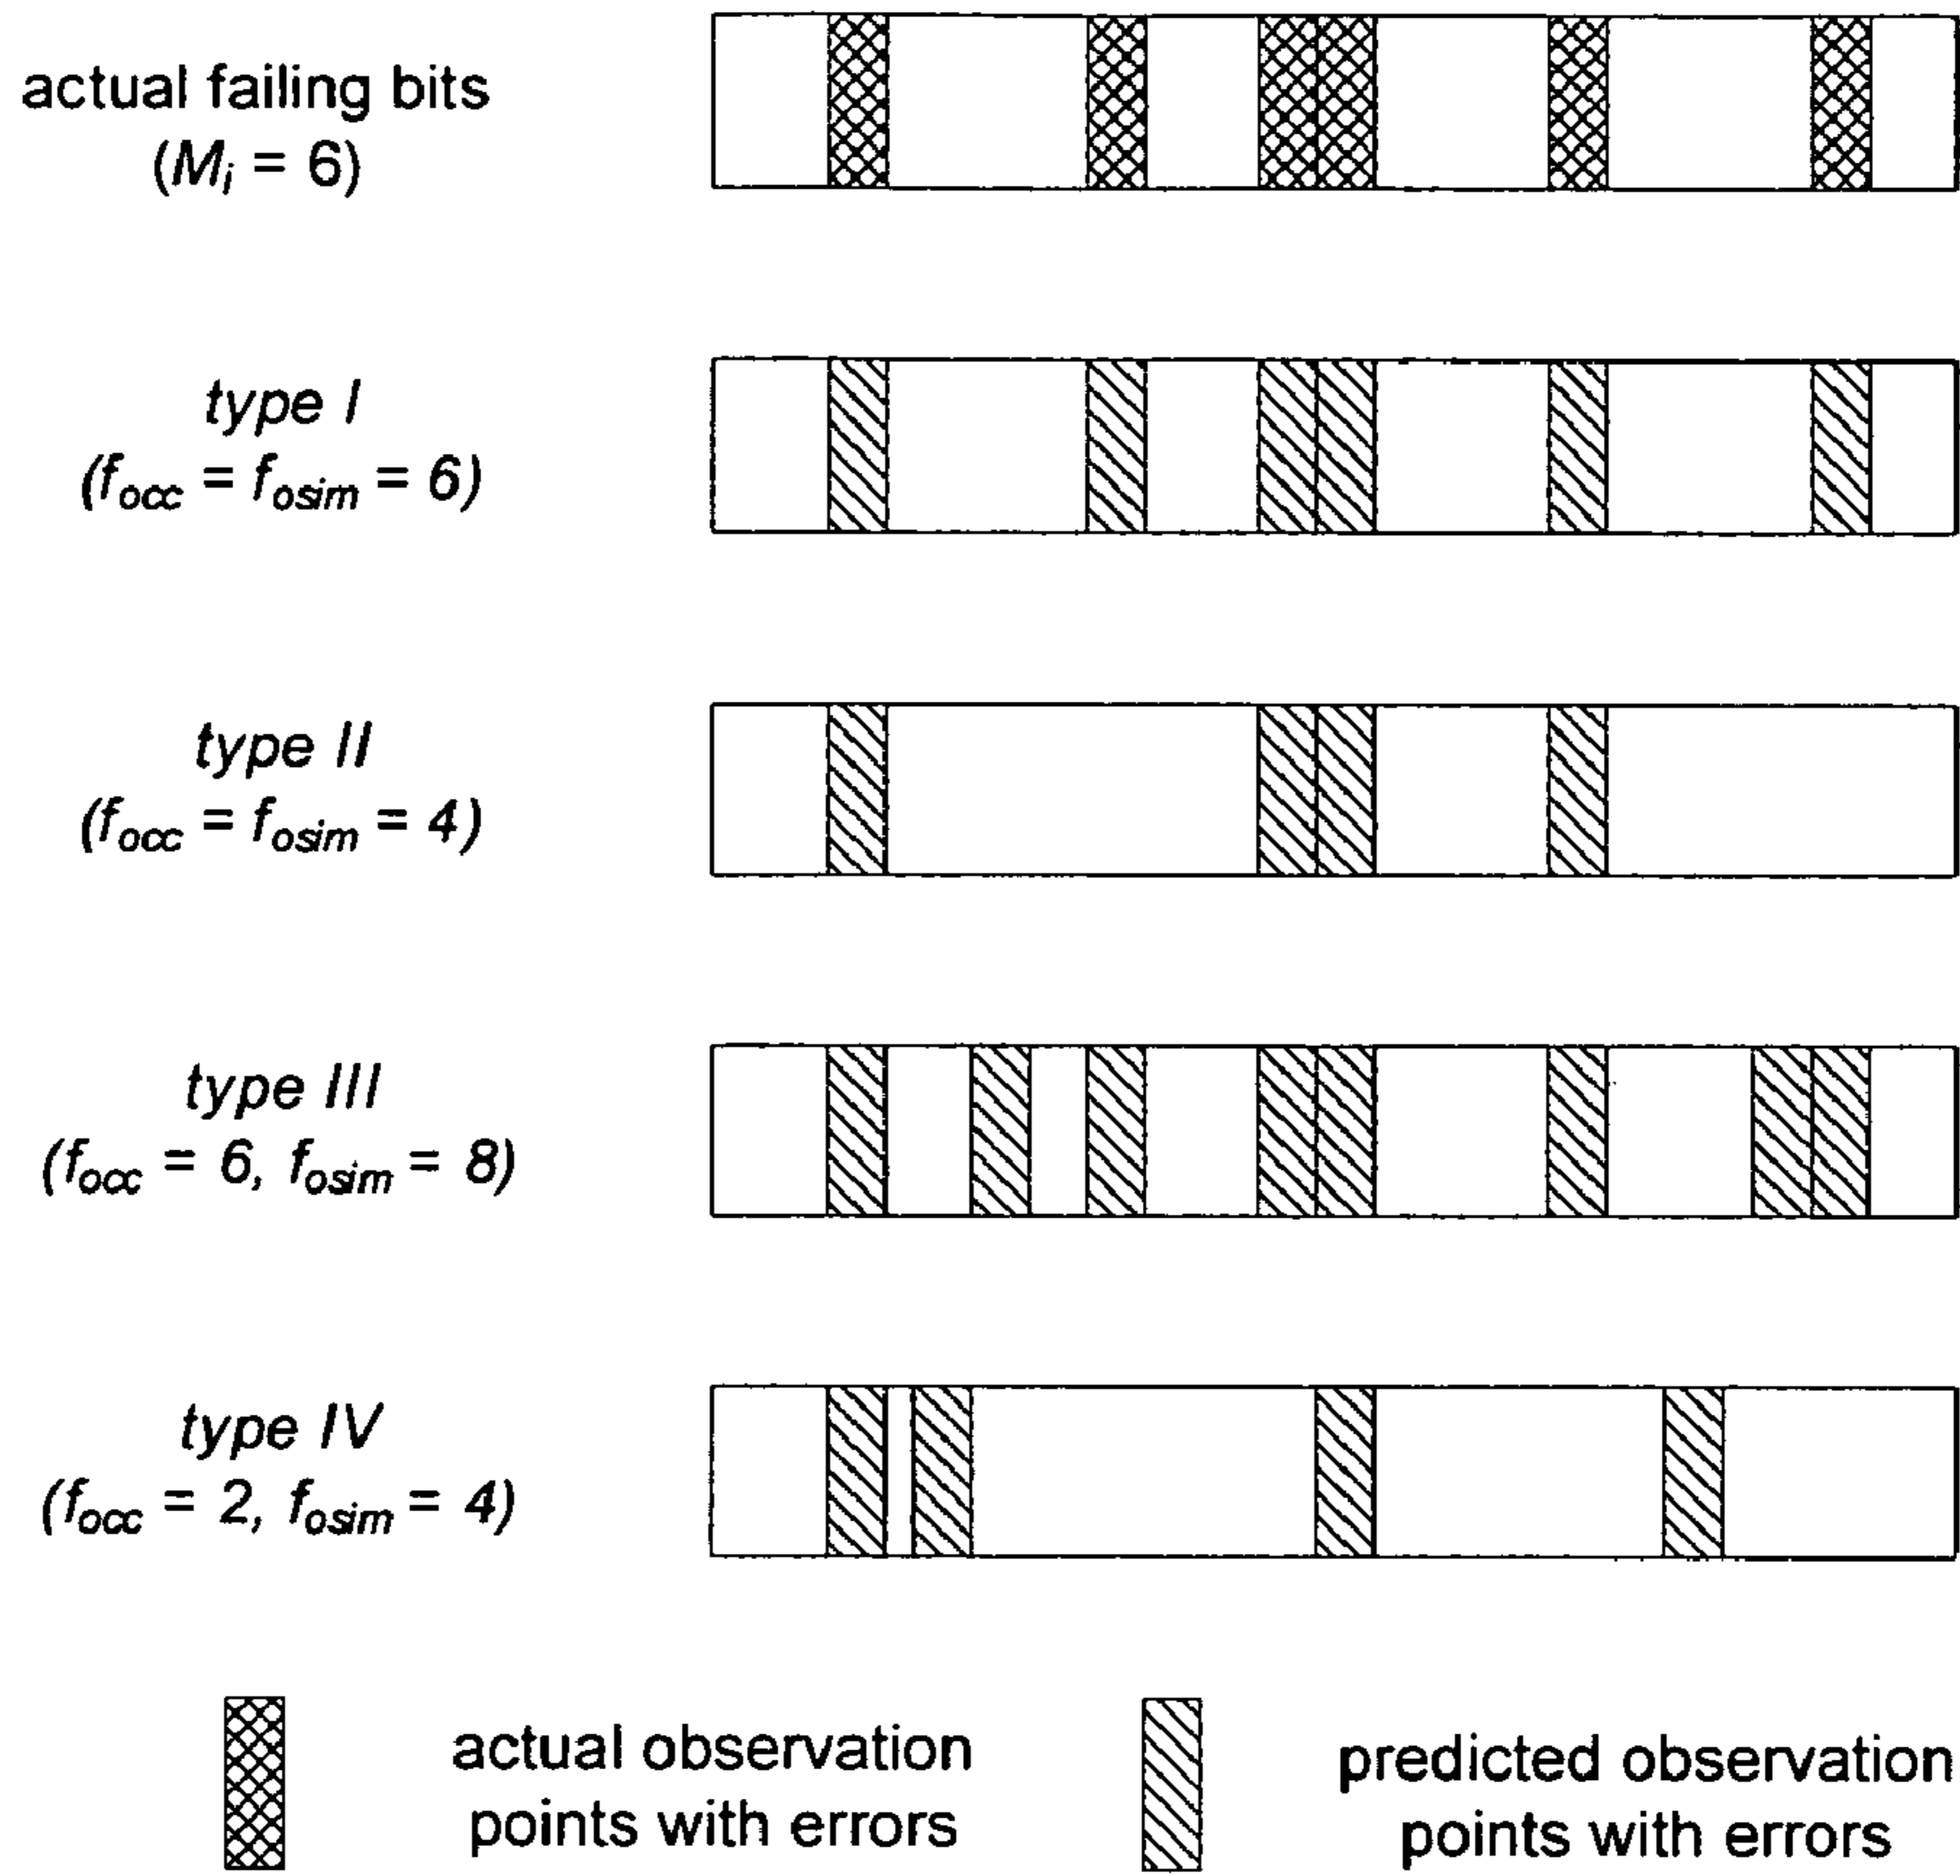 actual failing bits
(Mi = 6)
type I
(focc = fosim = 6)
type II
(focc = fosim = 4)
type III
(focc = 6, fosim = 8)
type IV
(focc = 2, fosim = 4)
actual observation
points with errors
predicted observation
points with errors